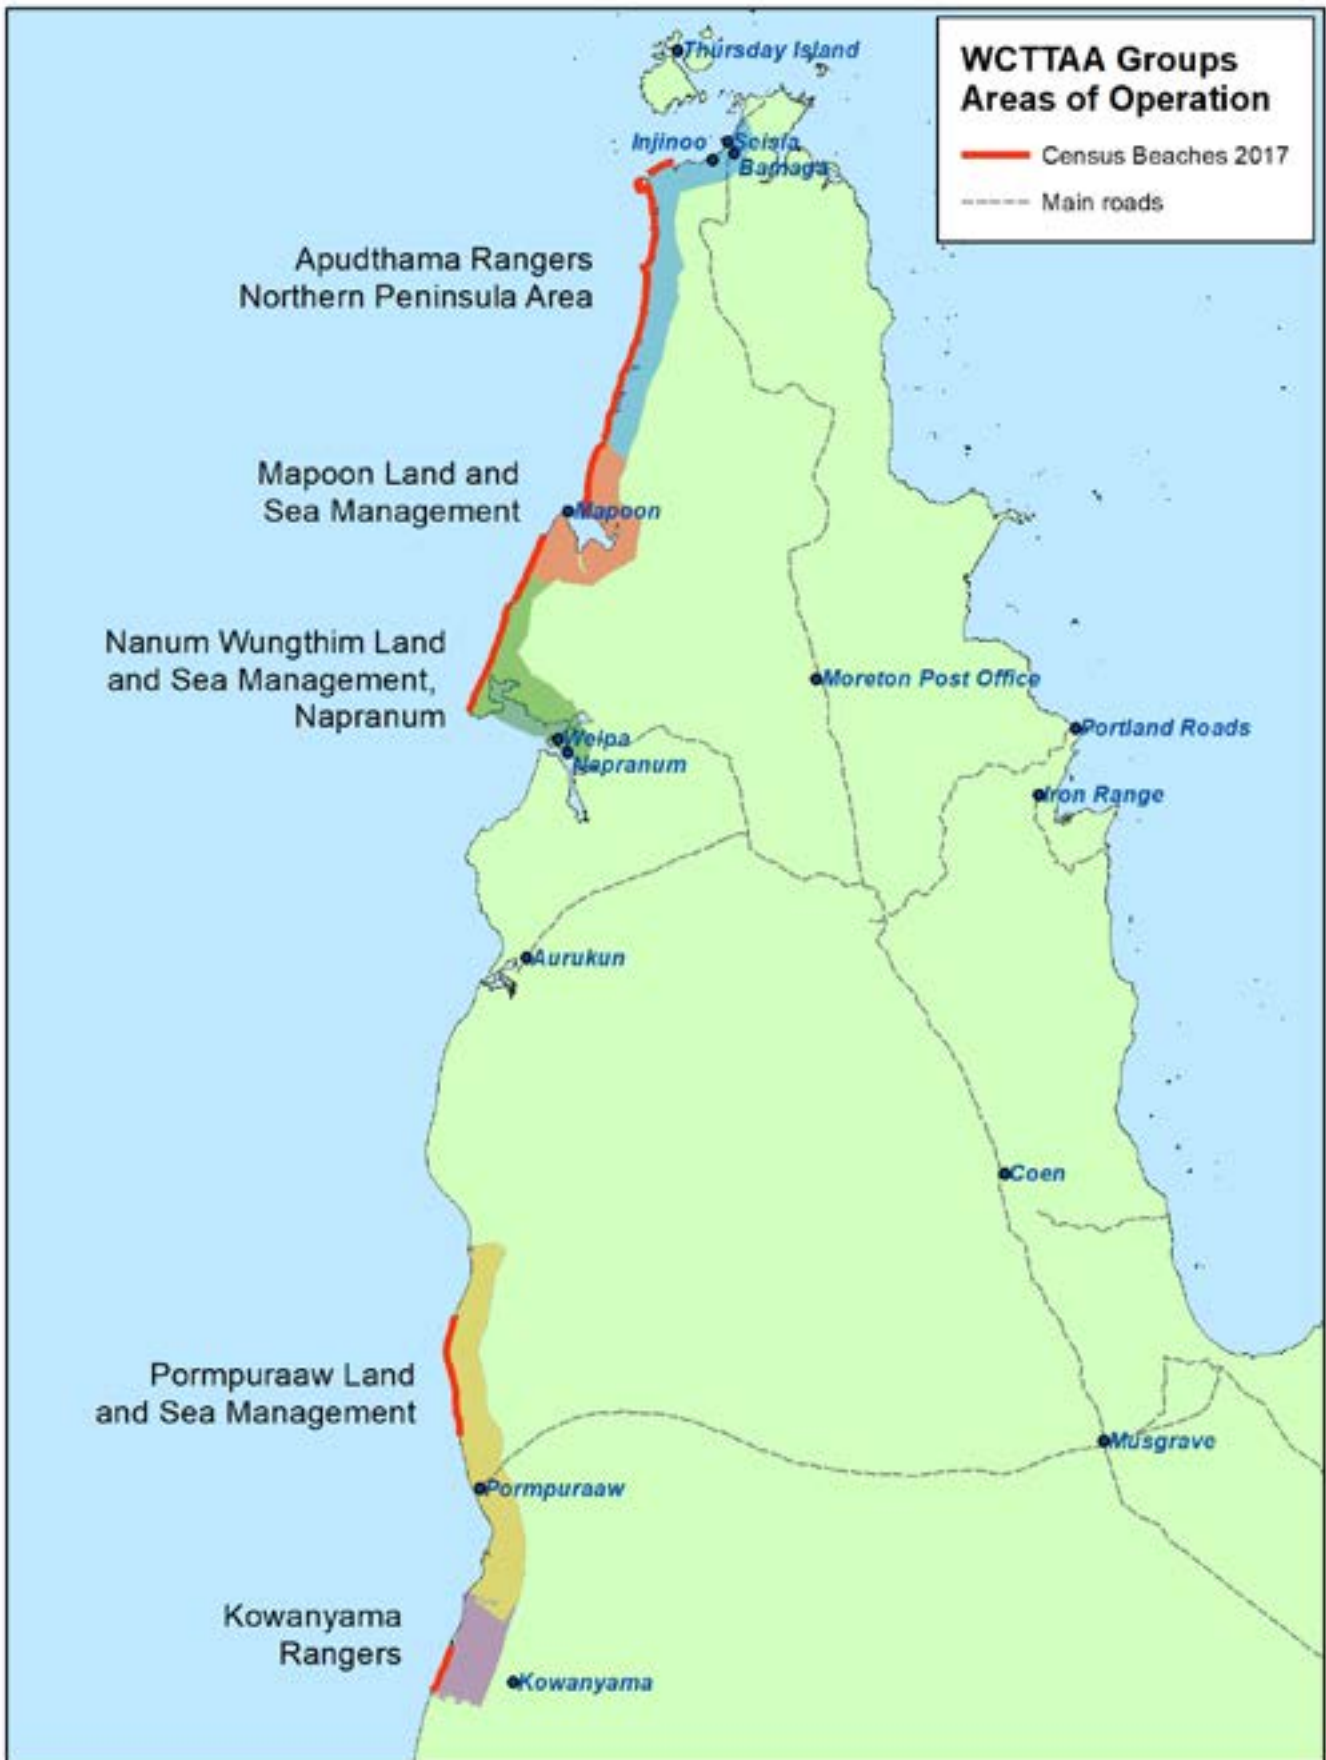 WCTTAA Groups
Areas of Operation
Census Beaches 2017
Main roads
Thursday Island
Injinoo
Seisia
Bamaga
Apudthama Rangers
Northern Peninsula Area
Mapoon Land and
Sea Management
Mapoon
Nanum Wungthim Land
and Sea Management,
Napranum
Moreton Post Office
Portland Roads
Weipa
Napranum
Iron Range
Aurukun
Coen
Pormpuraaw Land
and Sea Management
Musgrave
Pormpuraaw
Kowanyama
Rangers
Kowanyama